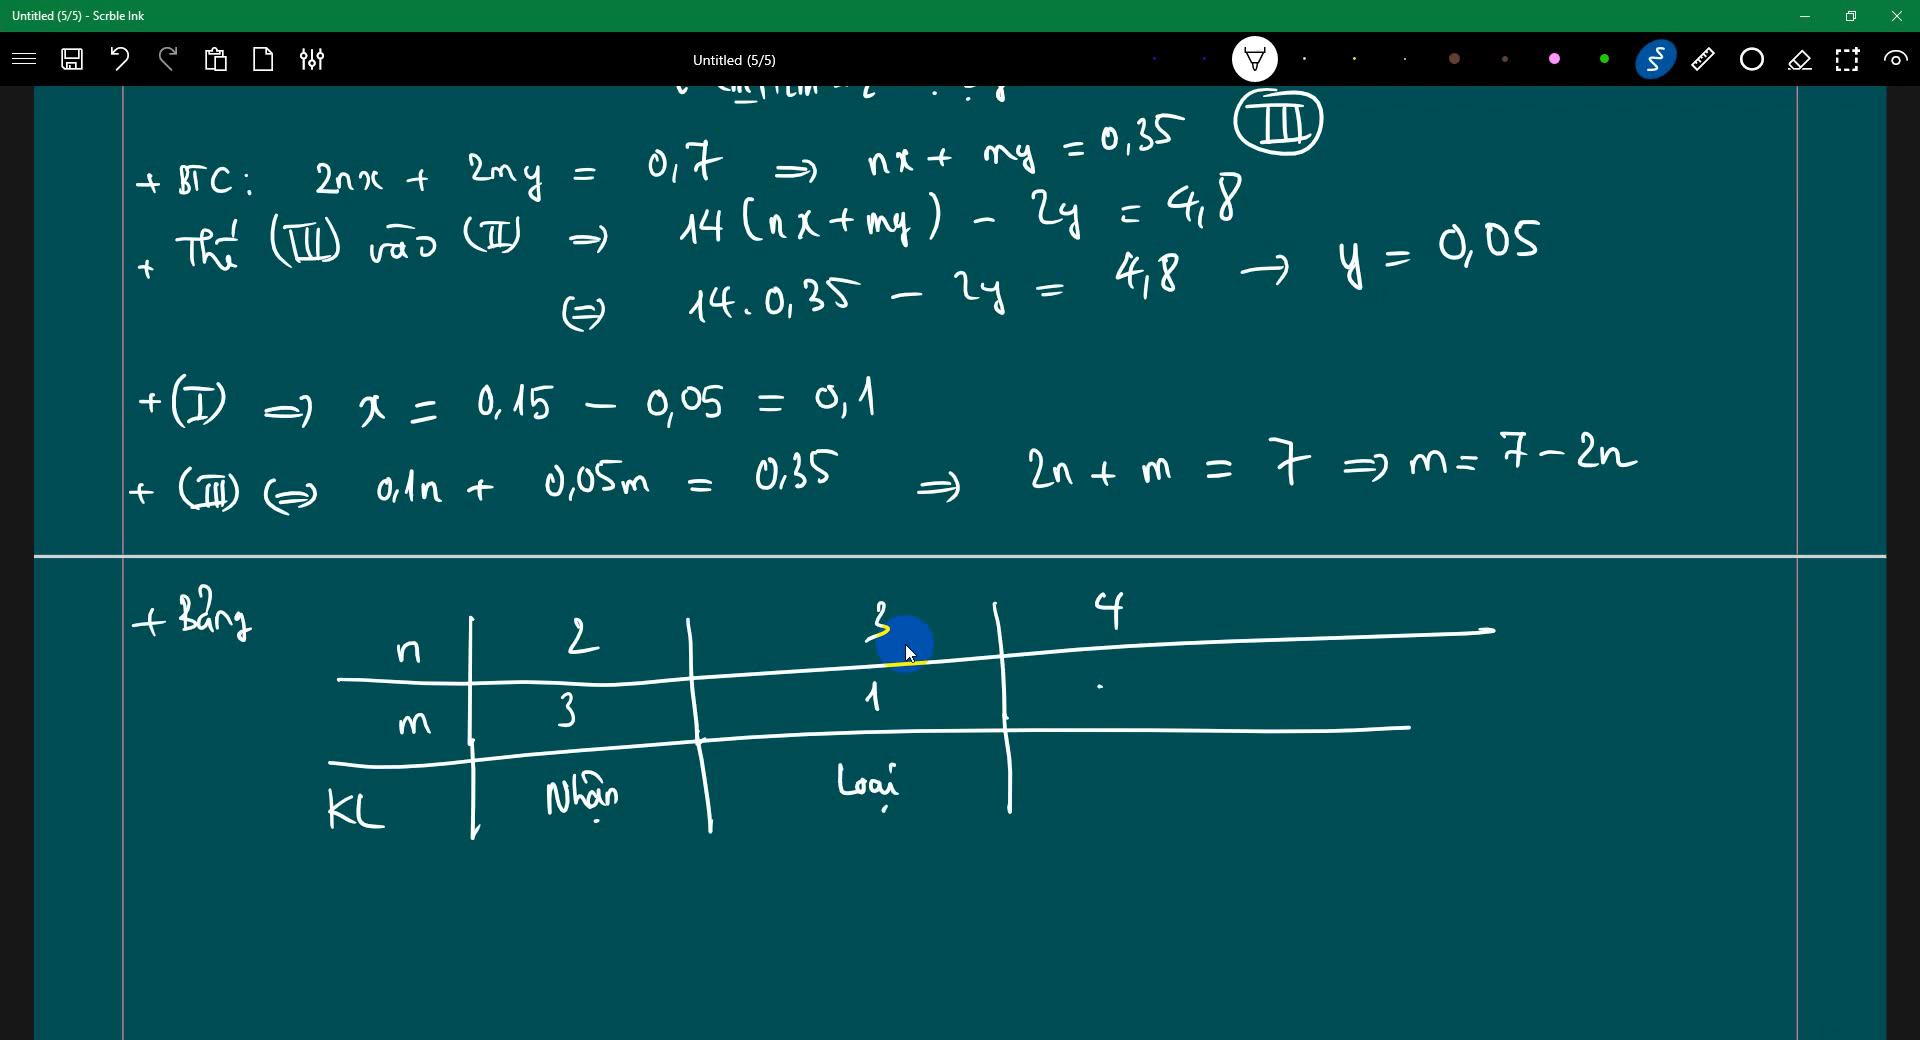 Untitled (5/5) - Scrble Ink
Untitled (5/5)
+ BTC: 2nx + 2my = 0,7 ⇒ nx + my = 0,35 (III)
+ Thế (III) vào (II) ⇒ 14(nx + my) - 2y = 4,8
⇔ 14.0,35 - 2y = 4,8 → y = 0,05
+ (I) ⇒ x = 0,15 - 0,05 = 0,1
+ (III) ⇔ 0,1n + 0,05m = 0,35 ⇒ 2n + m = 7 ⇒ m = 7 - 2n
+ Bảng
n 2 3 4
m 3 1
KL Nhận Loại